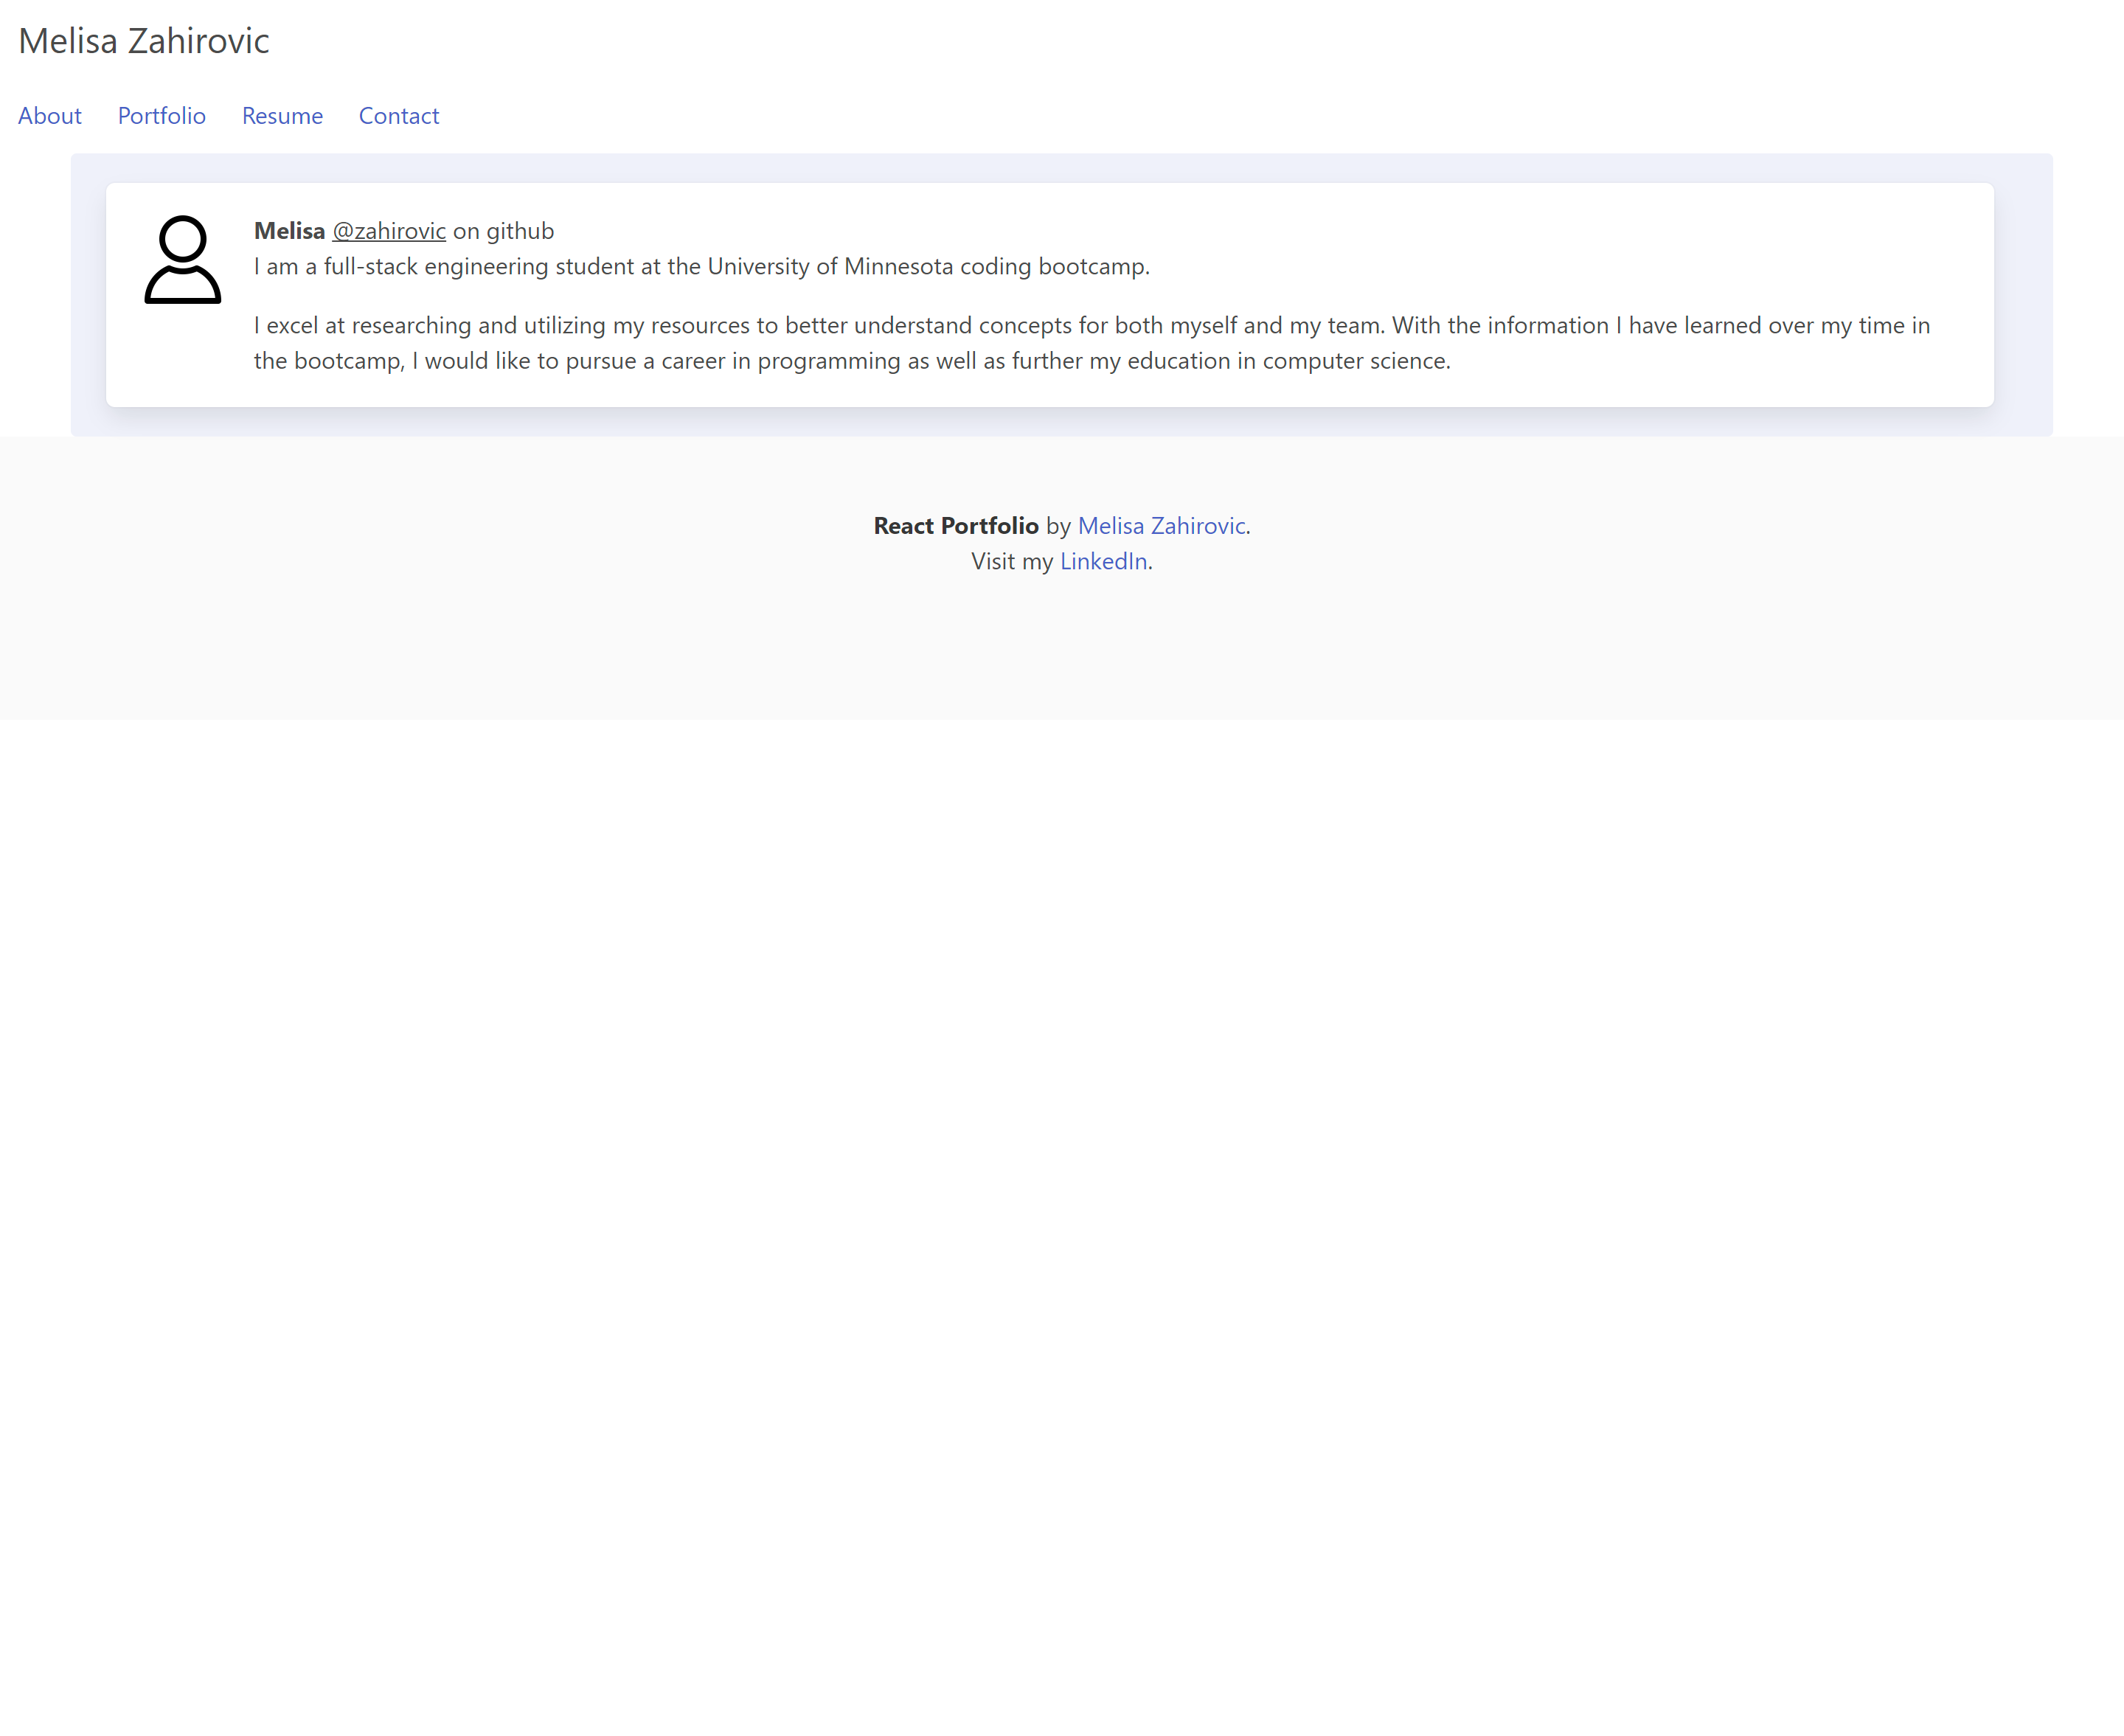 Melisa Zahirovic
About Portfolio Resume Contact
Melisa @zahirovic on github
I am a full-stack engineering student at the University of Minnesota coding bootcamp.
I excel at researching and utilizing my resources to better understand concepts for both myself and my team. With the information I have learned over my time in
the bootcamp, I would like to pursue a career in programming as well as further my education in computer science.
React Portfolio by Melisa Zahirovic.
Visit my LinkedIn.